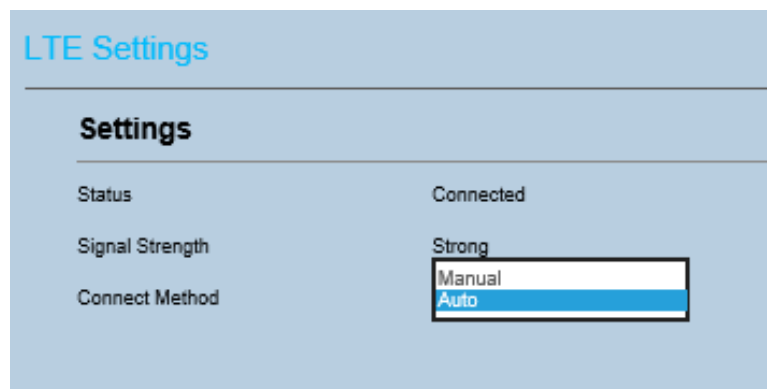 LTE Settings
Settings
Status Connected
Signal Strength Strong
Manual
Connect Method Auto